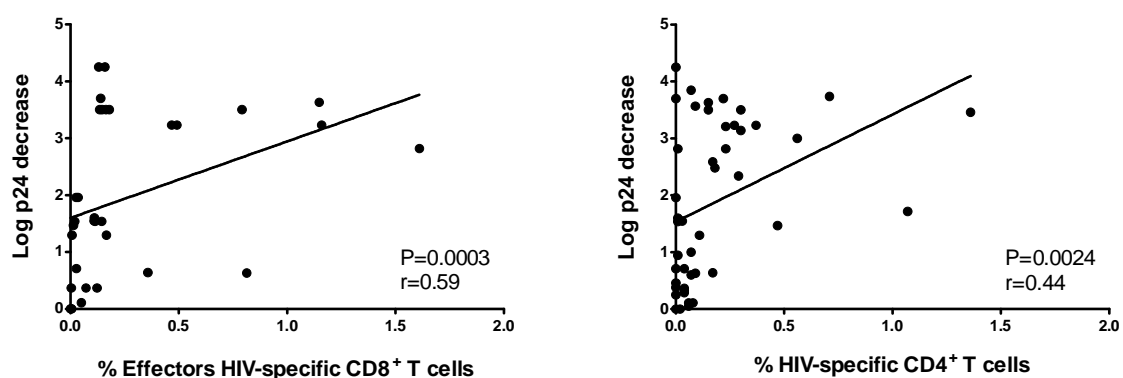 5
4
3
2
1
0
Log p24 decrease
0.0 0.5 1.0 1.5 2.0
P=0.0003
r=0.59
% Effectors HIV-specific CD8+ T cells
5
4
3
2
1
0
Log p24 decrease
0.0 0.5 1.0 1.5 2.0
P=0.0024
r=0.44
% HIV-specific CD4+ T cells